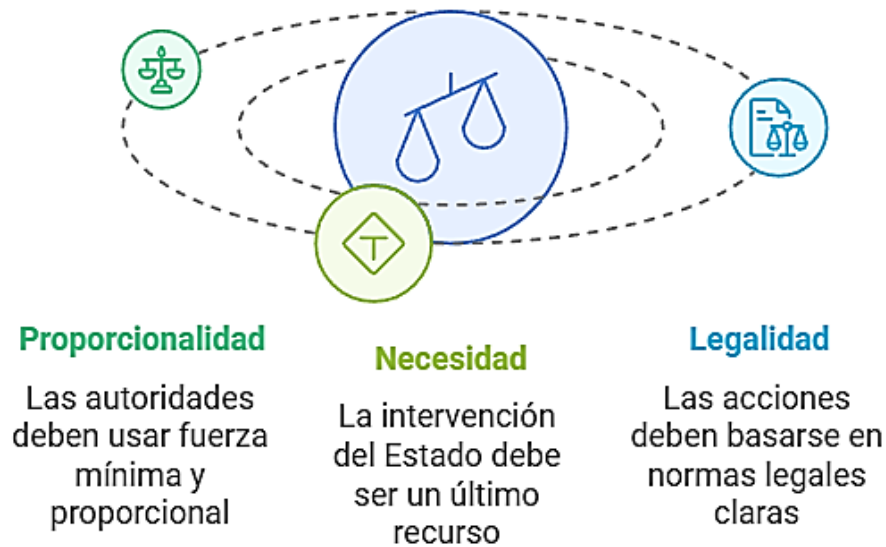 Proporcionalidad
Las autoridades
deben usar fuerza
mínima y
proporcional
Necesidad
La intervención
del Estado debe
ser un último
recurso
Legalidad
Las acciones
deben basarse en
normas legales
claras